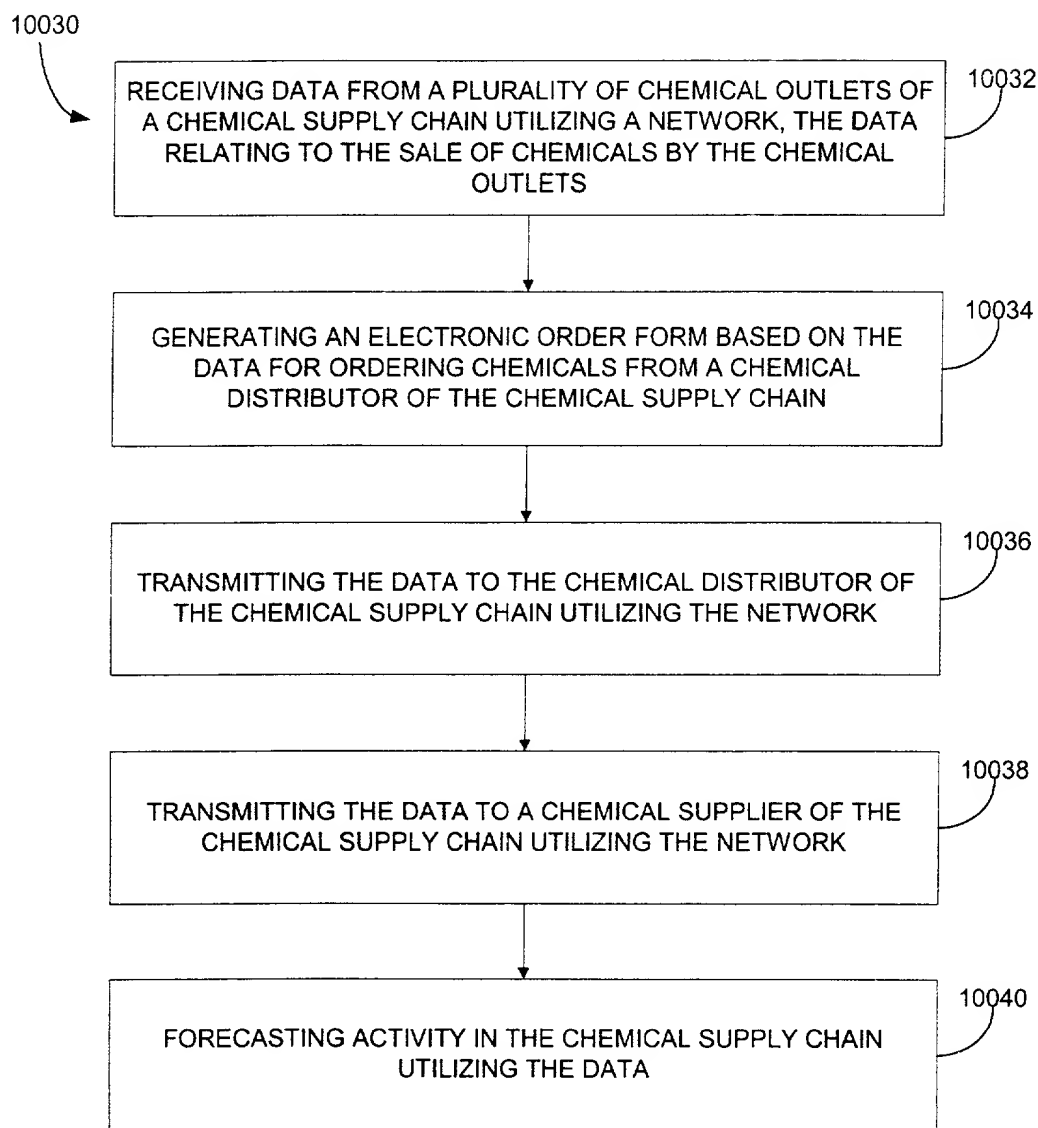 10030
RECEIVING DATA FROM A PLURALITY OF CHEMICAL OUTLETS OF
A CHEMICAL SUPPLY CHAIN UTILIZING A NETWORK, THE DATA
RELATING TO THE SALE OF CHEMICALS BY THE CHEMICAL
OUTLETS
10032
GENERATING AN ELECTRONIC ORDER FORM BASED ON THE
DATA FOR ORDERING CHEMICALS FROM A CHEMICAL
DISTRIBUTOR OF THE CHEMICAL SUPPLY CHAIN
10034
TRANSMITTING THE DATA TO THE CHEMICAL DISTRIBUTOR OF
THE CHEMICAL SUPPLY CHAIN UTILIZING THE NETWORK
10036
TRANSMITTING THE DATA TO A CHEMICAL SUPPLIER OF THE
CHEMICAL SUPPLY CHAIN UTILIZING THE NETWORK
10038
FORECASTING ACTIVITY IN THE CHEMICAL SUPPLY CHAIN
UTILIZING THE DATA
10040